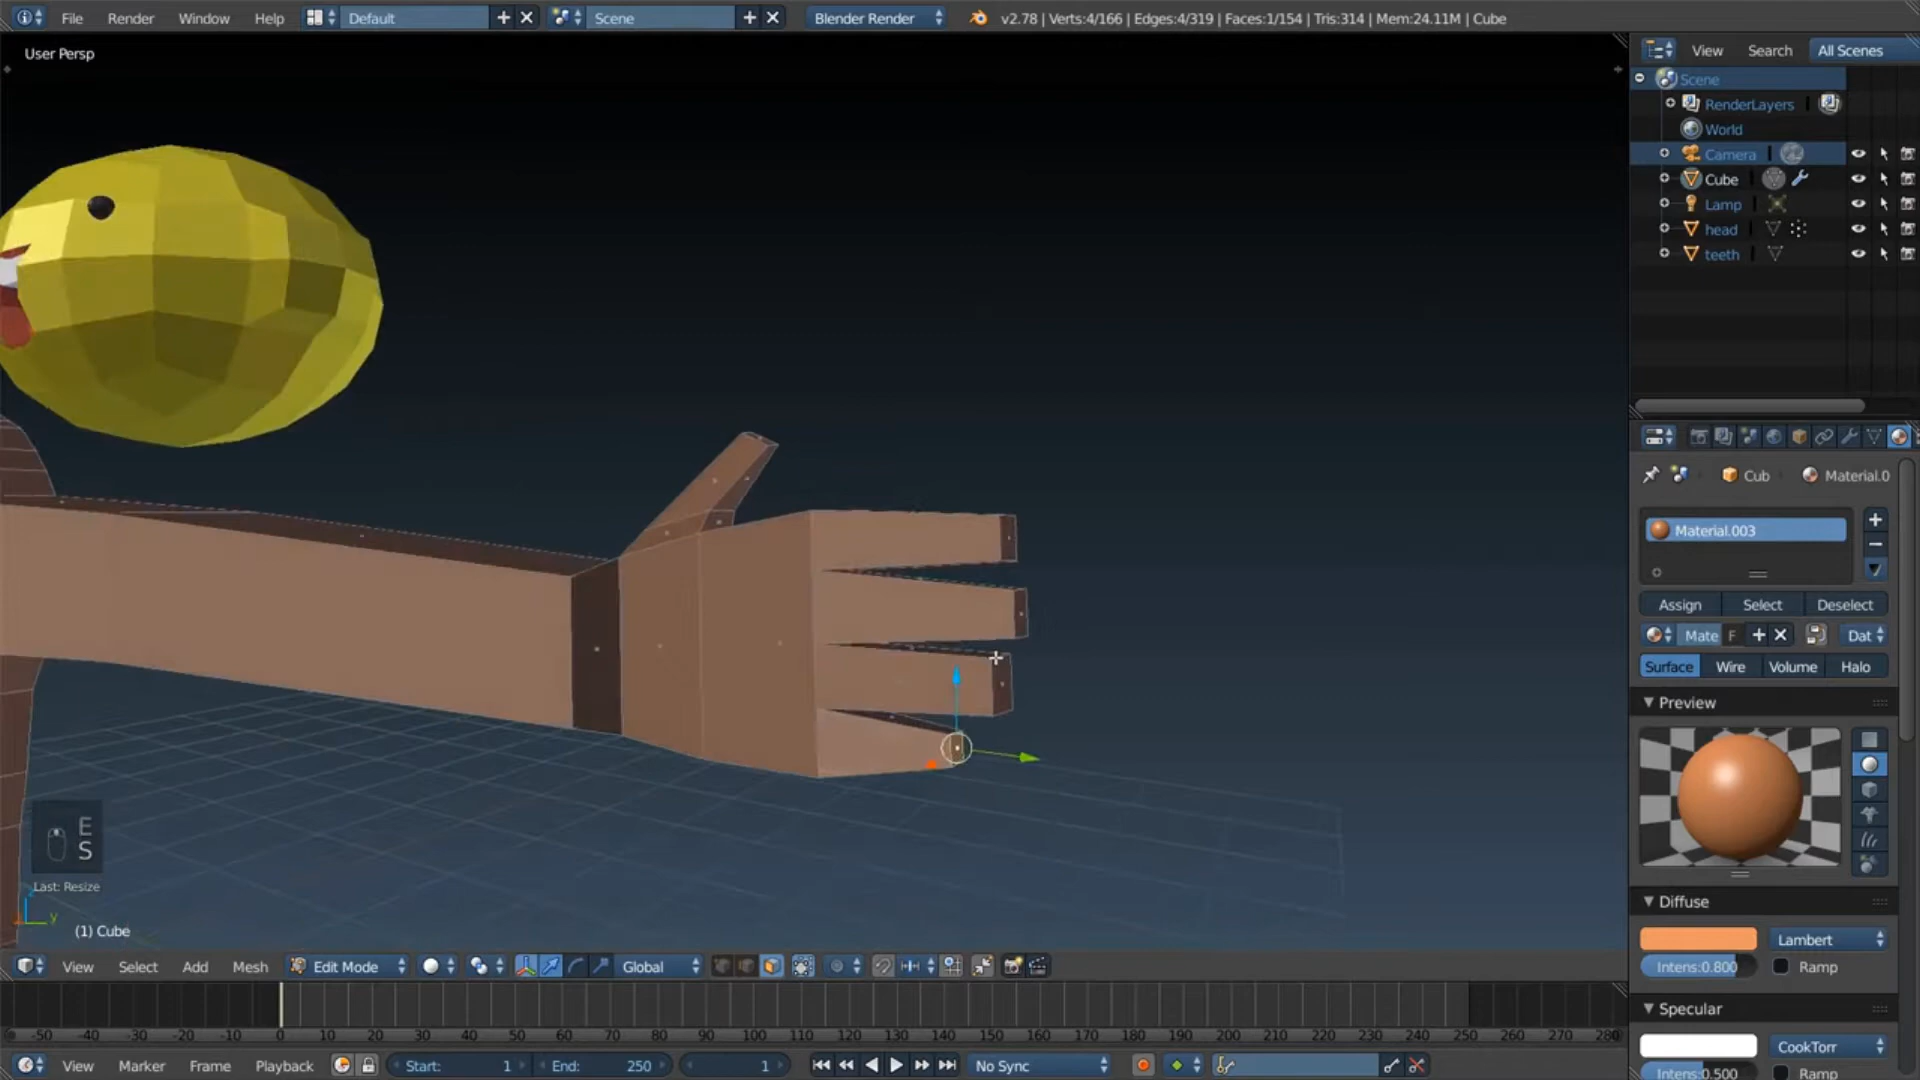 File Render Window Help Default Scene Blender Render v2.78 | Verts:4/166 | Edges:4/319 | Faces:1/154 | Tris:314 | Mem:24.11M | Cube
User Persp
View Search All Scenes
Scene
RenderLayers
World
Camera
Cube
Lamp
head
teeth
Cub Material.0
Material.003
Assign Select Deselect
Mate F Dat
Surface Wire Volume Halo
Preview
Diffuse
Lambert
Intens:0.800 Ramp
Specular
CookTorr
Intens:0.500 Ramp
E
S
Last: Resize
y
(1) Cube
View Select Add Mesh Edit Mode Global
-50 -40 -30 -20 -10 0 10 20 30 40 50 60 70 80 90 100 110 120 130 140 150 160 170 180 190 200 210 220 230 240 250 260 270 280
View Marker Frame Playback Start: 1 End: 250 1 No Sync